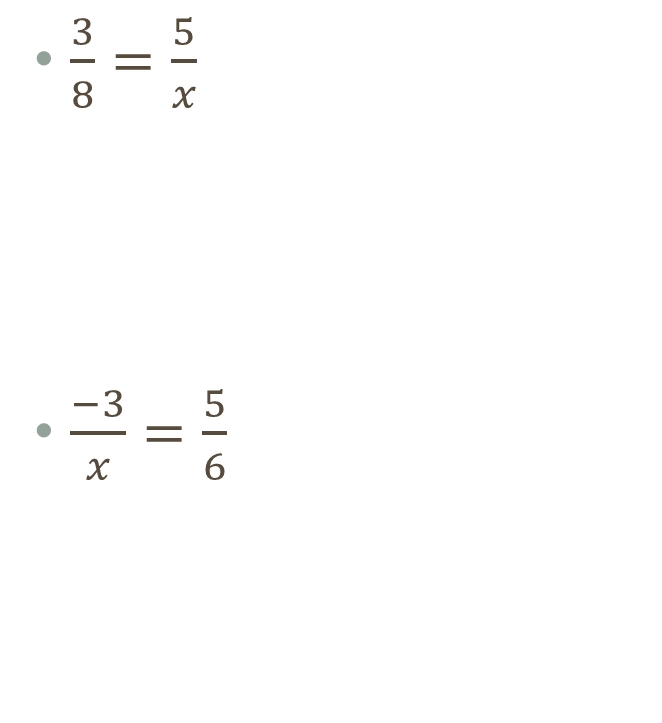 • 3/8 = 5/x
• −3/x = 5/6